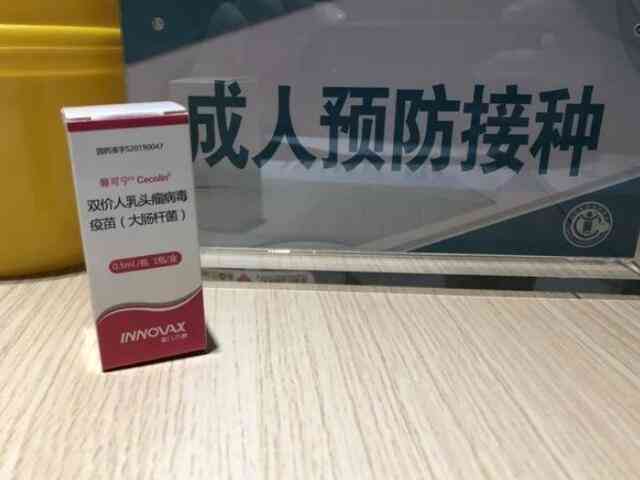 成人预防接种
国药准字S20190047
馨可宁® Cecolin®
双价人乳头瘤病毒
疫苗（大肠杆菌）
0.5ml/瓶 1瓶/盒
INNOVAX